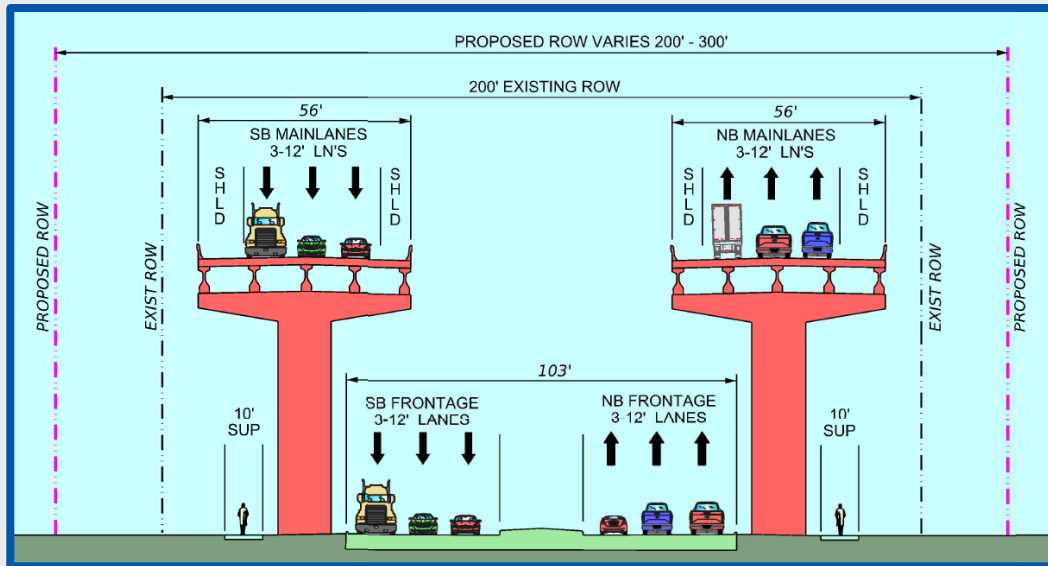 PROPOSED ROW VARIES 200' - 300'
200' EXISTING ROW
56'
SB MAINLANES
3-12' LN'S
SHLD
SHLD
56'
NB MAINLANES
3-12' LN'S
SHLD
SHLD
PROPOSED ROW
EXIST ROW
EXIST ROW
PROPOSED ROW
103'
SB FRONTAGE
3-12' LANES
NB FRONTAGE
3-12' LANES
10'
SUP
10'
SUP